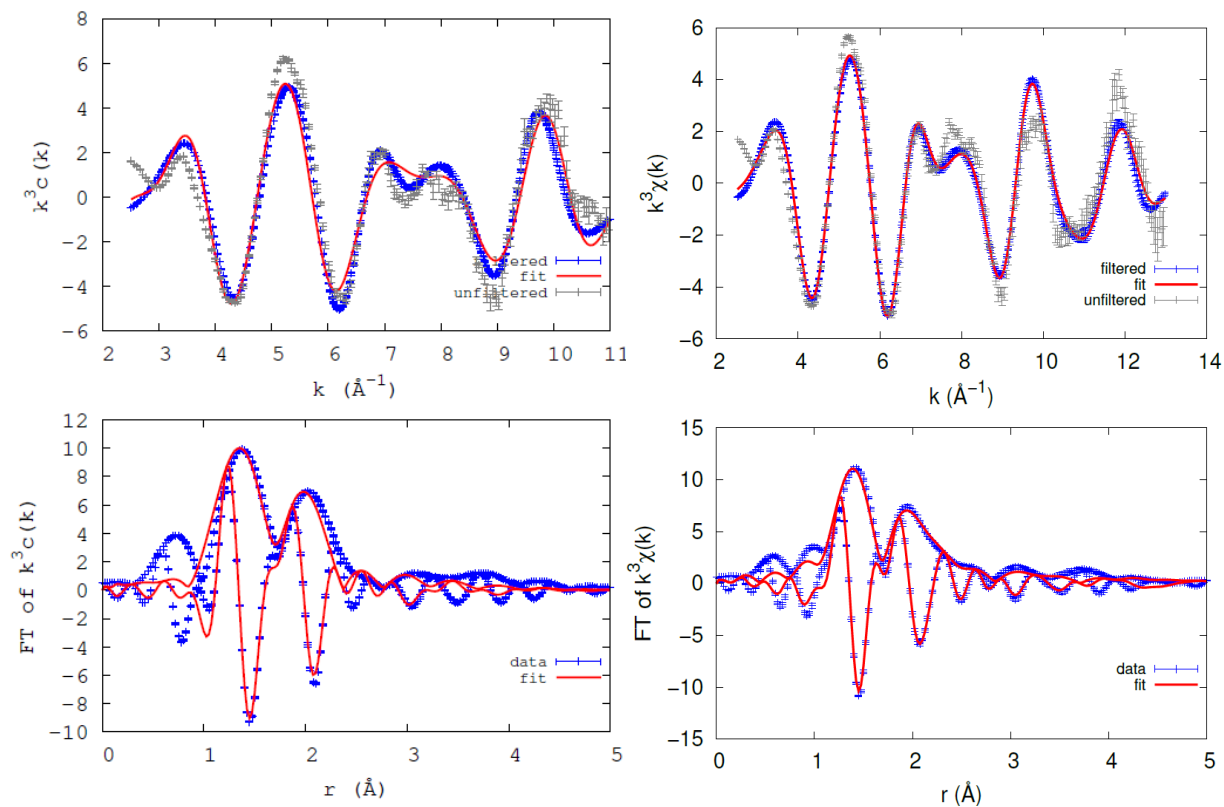 8
6
4
2
0
−2
−4
−6
k³c(k)
ered
fit
unfiltered
2 3 4 5 6 7 8 9 10 11
k (Å⁻¹)
6
4
2
0
−2
−4
−6
k³χ(k)
filtered
fit
unfiltered
2 4 6 8 10 12 14
k (Å⁻¹)
12
10
8
6
4
2
0
−2
−4
−6
−8
−10
FT of k³c(k)
data
fit
0 1 2 3 4 5
r (Å)
15
10
5
0
−5
−10
−15
FT of k³χ(k)
data
fit
0 1 2 3 4 5
r (Å)